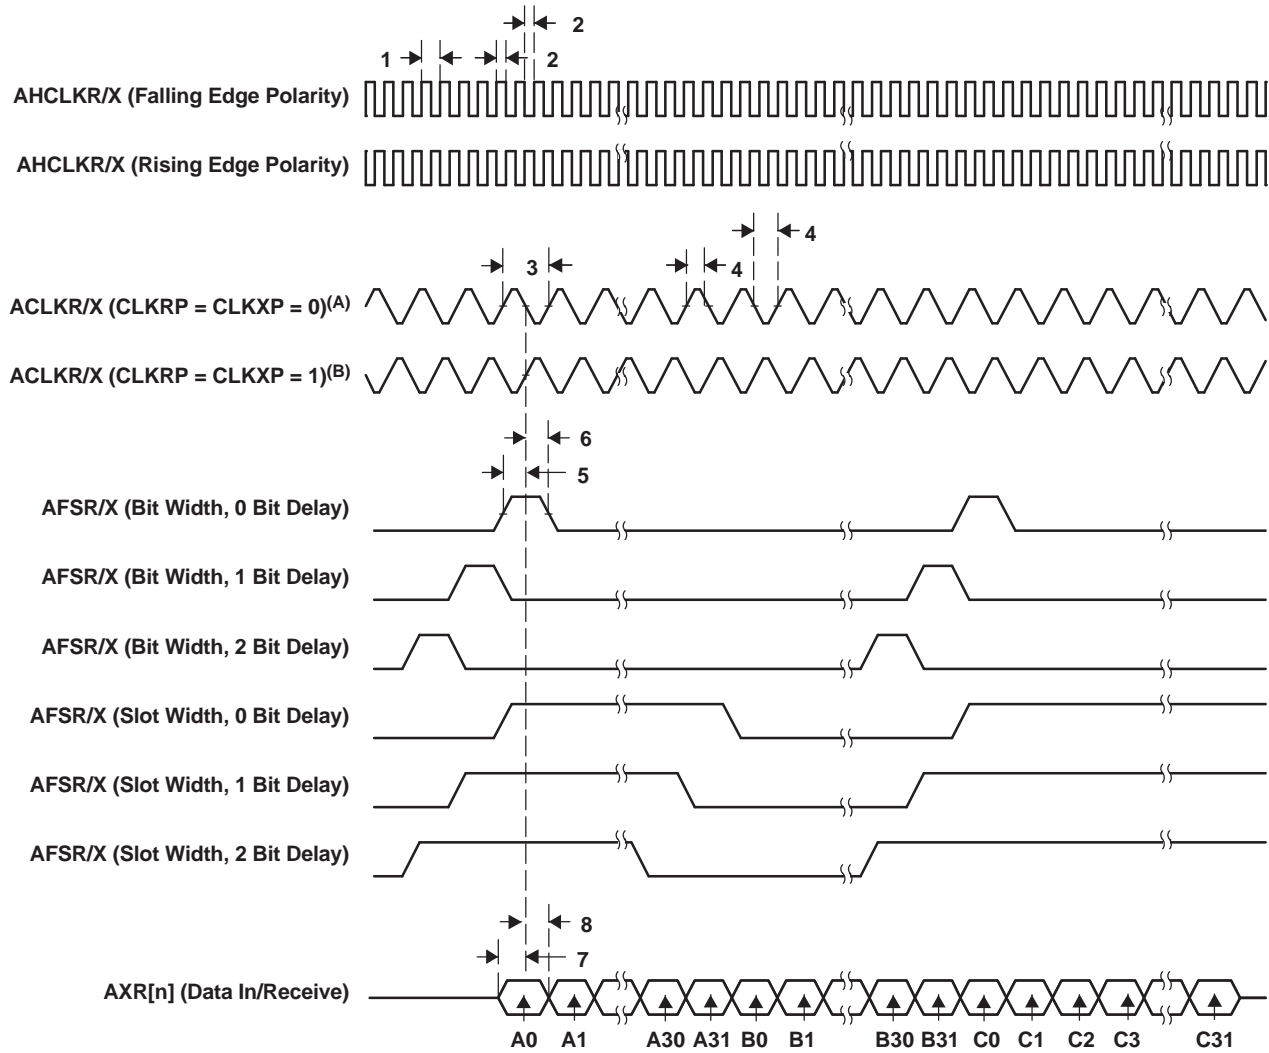 2
1
2
AHCLKR/X (Falling Edge Polarity)
AHCLKR/X (Rising Edge Polarity)
4
3
4
ACLKR/X (CLKRP = CLKXP = 0)(A)
ACLKR/X (CLKRP = CLKXP = 1)(B)
6
5
AFSR/X (Bit Width, 0 Bit Delay)
AFSR/X (Bit Width, 1 Bit Delay)
AFSR/X (Bit Width, 2 Bit Delay)
AFSR/X (Slot Width, 0 Bit Delay)
AFSR/X (Slot Width, 1 Bit Delay)
AFSR/X (Slot Width, 2 Bit Delay)
8
7
AXR[n] (Data In/Receive)
A0 A1 A30 A31 B0 B1 B30 B31 C0 C1 C2 C3 C31